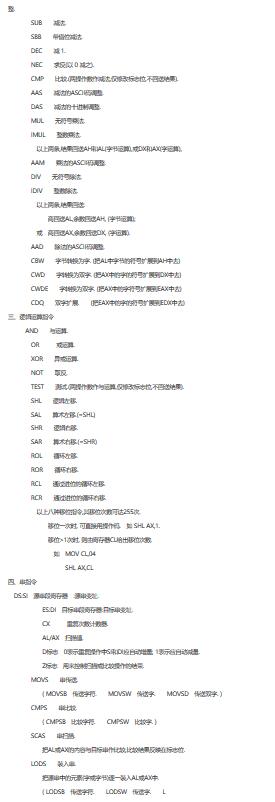 整.
SUB 减法.
SBB 带借位减法.
DEC 减 1.
NEC 求反(以 0 减之).
CMP 比较.(两操作数作减法,仅修改标志位,不回送结果).
AAS 减法的ASCII码调整.
DAS 减法的十进制调整.
MUL 无符号乘法.
IMUL 整数乘法.
以上两条,结果回送AH和AL(字节运算),或DX和AX(字运算),
AAM 乘法的ASCII码调整.
DIV 无符号除法.
IDIV 整数除法.
以上两条,结果回送:
商回送AL,余数回送AH, (字节运算);
或 商回送AX,余数回送DX, (字运算).
AAD 除法的ASCII码调整.
CBW 字节转换为字. (把AL中字节的符号扩展到AH中去)
CWD 字转换为双字. (把AX中的字的符号扩展到DX中去)
CWDE 字转换为双字. (把AX中的字符号扩展到EAX中去)
CDQ 双字扩展. (把EAX中的字的符号扩展到EDX中去)
三、逻辑运算指令
AND 与运算.
OR 或运算.
XOR 异或运算.
NOT 取反.
TEST 测试.(两操作数作与运算,仅修改标志位,不回送结果).
SHL 逻辑左移.
SAL 算术左移.(=SHL)
SHR 逻辑右移.
SAR 算术右移.(=SHR)
ROL 循环左移.
ROR 循环右移.
RCL 通过进位的循环左移.
RCR 通过进位的循环右移.
以上八种移位指令,其移位次数可达255次.
移位一次时, 可直接用操作码. 如 SHL AX,1.
移位>1次时, 则由寄存器CL给出移位次数.
如 MOV CL,04
SHL AX,CL
四、串指令
DS:SI 源串段寄存器 :源串变址.
ES:DI 目标串段寄存器:目标串变址.
CX 重复次数计数器.
AL/AX 扫描值.
D标志 0表示重复操作中SI和DI应自动增量; 1表示应自动减量.
Z标志 用来控制扫描或比较操作的结束.
MOVS 串传送.
( MOVSB 传送字符. MOVSW 传送字. MOVSD 传送双字. )
CMPS 串比较.
( CMPSB 比较字符. CMPSW 比较字. )
SCAS 串扫描.
把AL或AX的内容与目标串作比较,比较结果反映在标志位.
LODS 装入串.
把源串中的元素(字或字节)逐一装入AL或AX中.
( LODSB 传送字符. LODSW 传送字. L